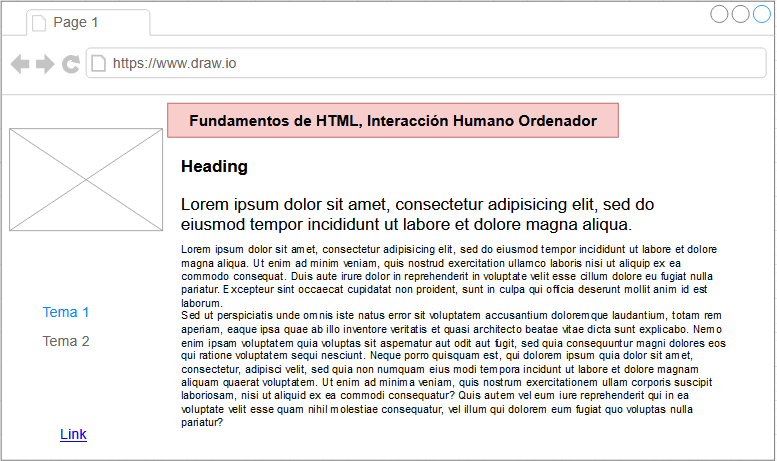 Page 1
https://www.draw.io
Fundamentos de HTML, Interacción Humano Ordenador
Heading
Lorem ipsum dolor sit amet, consectetur adipisicing elit, sed do
eiusmod tempor incididunt ut labore et dolore magna aliqua.
Lorem ipsum dolor sit amet, consectetur adipisicing elit, sed do eiusmod tempor incididunt ut labore et dolore
magna aliqua. Ut enim ad minim veniam, quis nostrud exercitation ullamco laboris nisi ut aliquip ex ea
commodo consequat. Duis aute irure dolor in reprehenderit in voluptate velit esse cillum dolore eu fugiat nulla
pariatur. Excepteur sint occaecat cupidatat non proident, sunt in culpa qui officia deserunt mollit anim id est
laborum.
Sed ut perspiciatis unde omnis iste natus error sit voluptatem accusantium doloremque laudantium, totam rem
aperiam, eaque ipsa quae ab illo inventore veritatis et quasi architecto beatae vitae dicta sunt explicabo. Nemo
enim ipsam voluptatem quia voluptas sit aspernatur aut odit aut fugit, sed quia consequuntur magni dolores eos
qui ratione voluptatem sequi nesciunt. Neque porro quisquam est, qui dolorem ipsum quia dolor sit amet,
consectetur, adipisci velit, sed quia non numquam eius modi tempora incidunt ut labore et dolore magnam
aliquam quaerat voluptatem. Ut enim ad minima veniam, quis nostrum exercitationem ullam corporis suscipit
laboriosam, nisi ut aliquid ex ea commodi consequatur? Quis autem vel eum iure reprehenderit qui in ea
voluptate velit esse quam nihil molestiae consequatur, vel illum qui dolorem eum fugiat quo voluptas nulla
pariatur?
Tema 1
Tema 2
Link